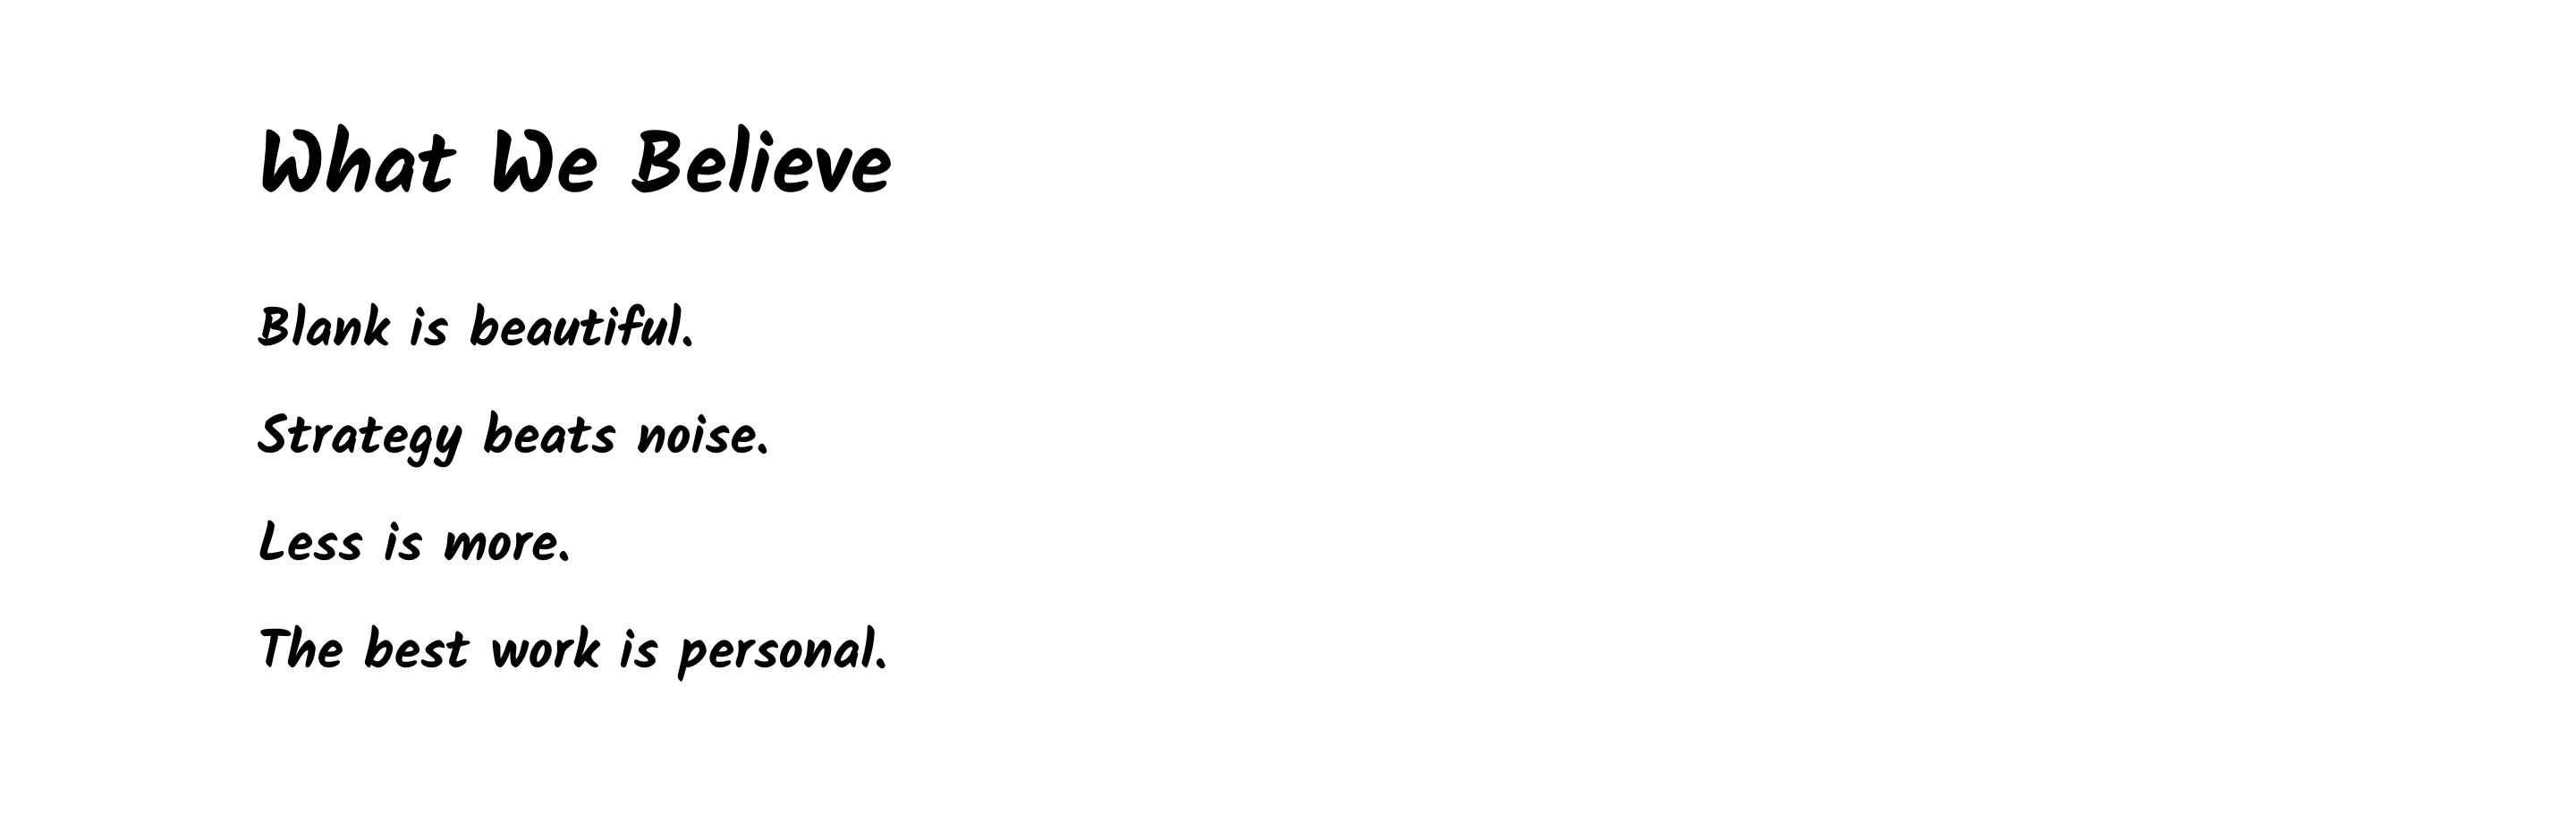 What We Believe
Blank is beautiful.
Strategy beats noise.
Less is more.
The best work is personal.